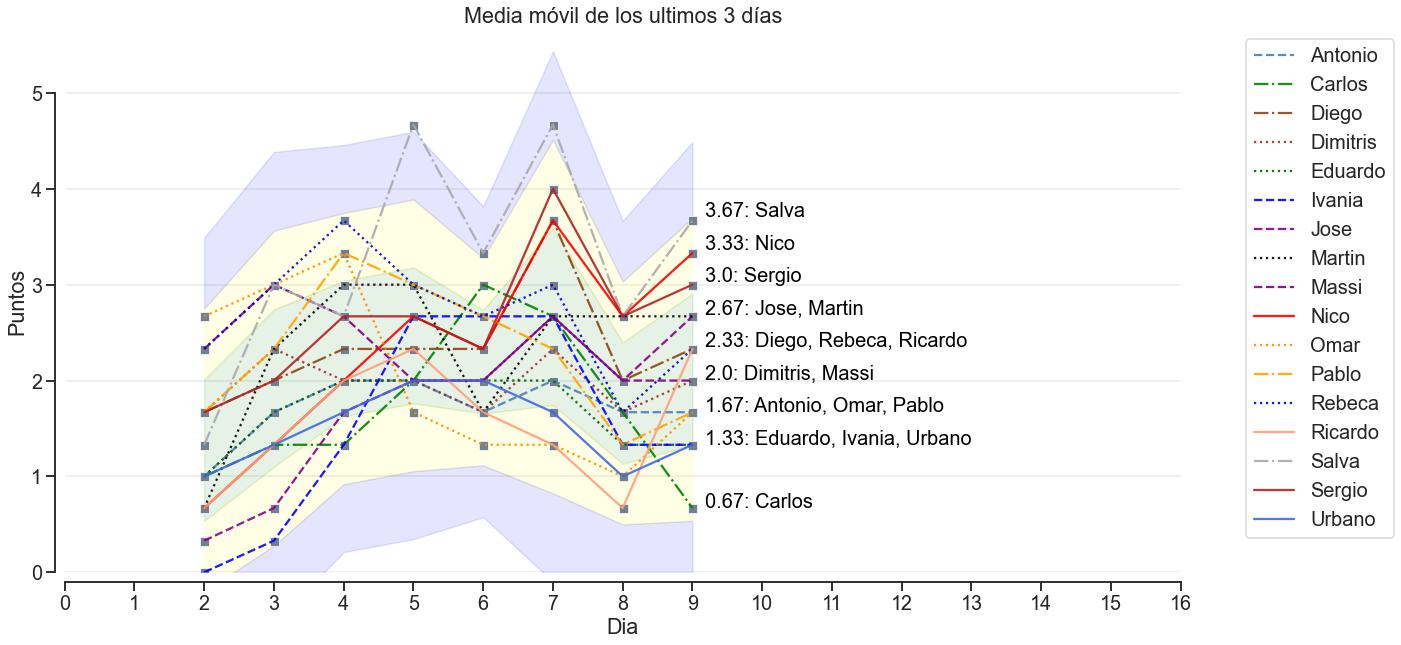 Media móvil de los ultimos 3 días
Puntos
5
4
3
2
1
0
3.67: Salva
3.33: Nico
3.0: Sergio
2.67: Jose, Martin
2.33: Diego, Rebeca, Ricardo
2.0: Dimitris, Massi
1.67: Antonio, Omar, Pablo
1.33: Eduardo, Ivania, Urbano
0.67: Carlos
0 1 2 3 4 5 6 7 8 9 10 11 12 13 14 15 16
Dia
Antonio
Carlos
Diego
Dimitris
Eduardo
Ivania
Jose
Martin
Massi
Nico
Omar
Pablo
Rebeca
Ricardo
Salva
Sergio
Urbano